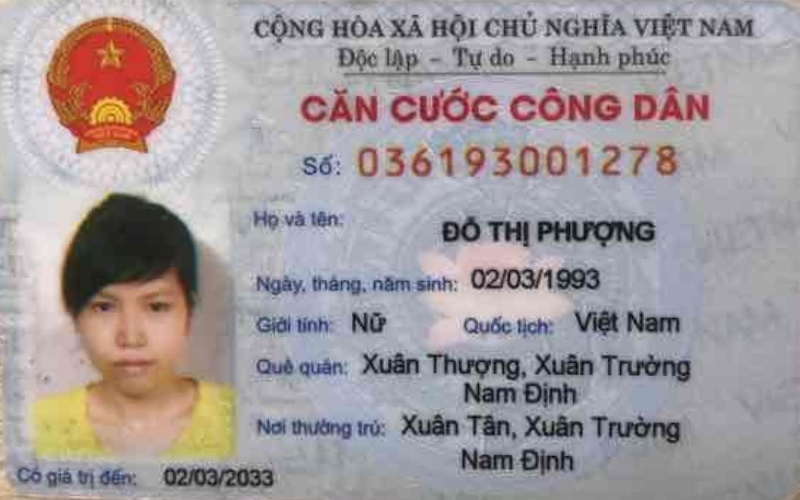 CỘNG HÒA XÃ HỘI CHỦ NGHĨA VIỆT NAM
Độc lập - Tự do - Hạnh phúc
CĂN CƯỚC CÔNG DÂN
Số: 036193001278
Họ và tên: ĐỖ THỊ PHƯỢNG
Ngày, tháng, năm sinh: 02/03/1993
Giới tính: Nữ Quốc tịch: Việt Nam
Quê quán: Xuân Thượng, Xuân Trường
Nam Định
Nơi thường trú: Xuân Tân, Xuân Trường
Nam Định
Có giá trị đến: 02/03/2033